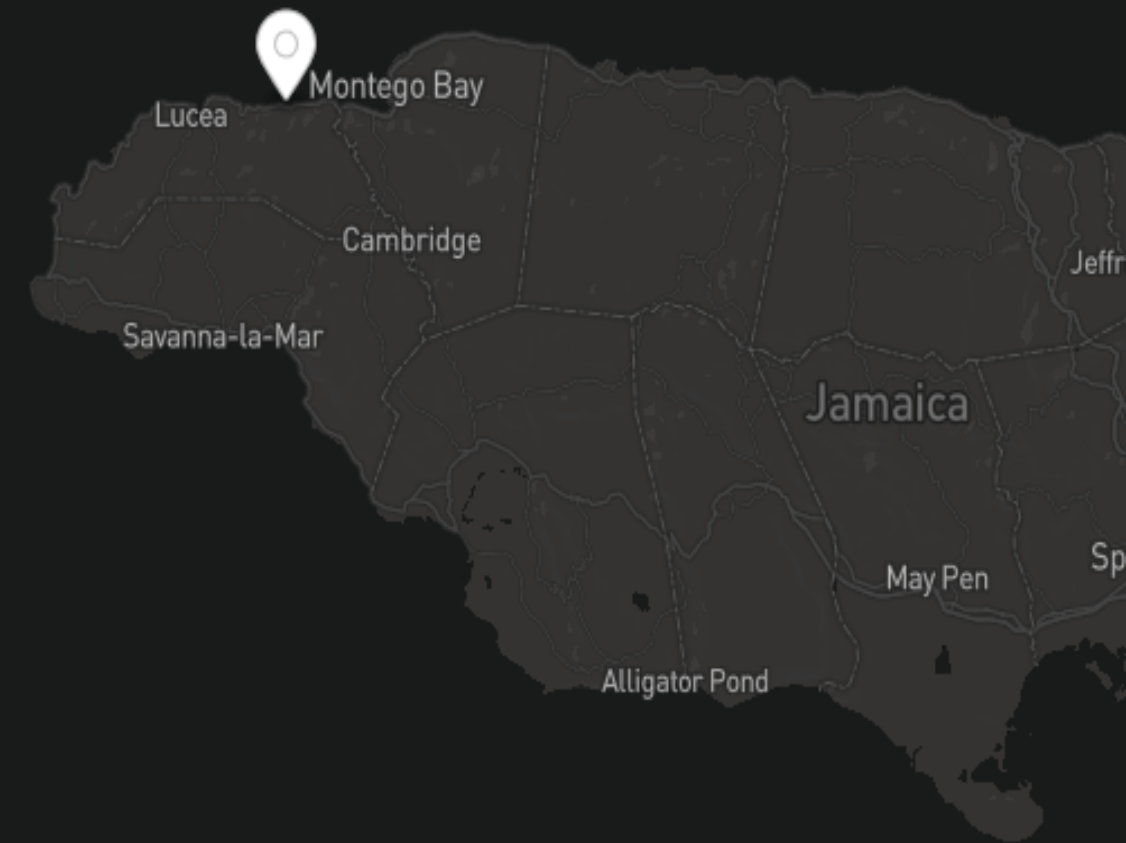 Montego Bay
Lucea
Cambridge
Jeffr
Savanna-la-Mar
Jamaica
Sp
May Pen
Alligator Pond